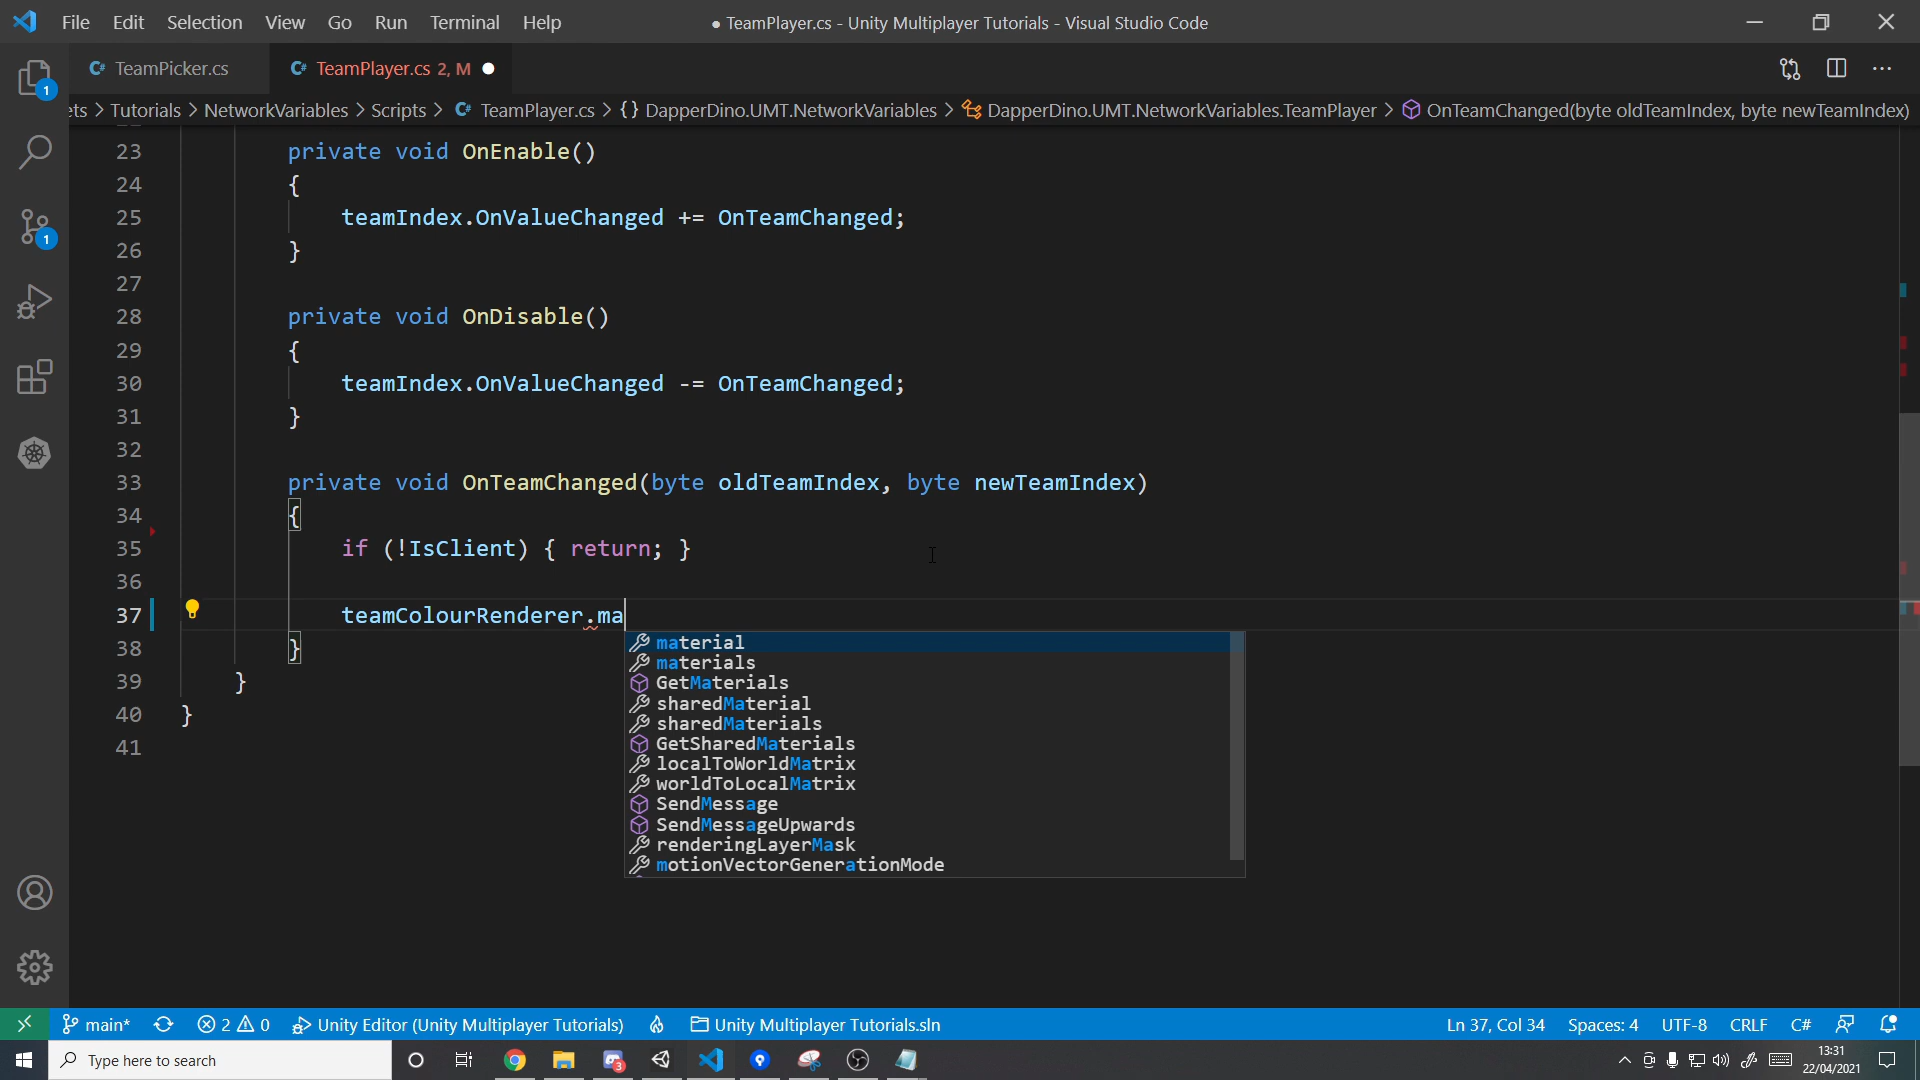 File Edit Selection View Go Run Terminal Help ● TeamPlayer.cs - Unity Multiplayer Tutorials - Visual Studio Code
C# TeamPicker.cs C# TeamPlayer.cs 2, M ●
1
ets > Tutorials > NetworkVariables > Scripts > C# TeamPlayer.cs > {} DapperDino.UMT.NetworkVariables > DapperDino.UMT.NetworkVariables.TeamPlayer > OnTeamChanged(byte oldTeamIndex, byte newTeamIndex)
23 private void OnEnable()
24 {
25 teamIndex.OnValueChanged += OnTeamChanged;
1
26 }
27
28 private void OnDisable()
29 {
30 teamIndex.OnValueChanged -= OnTeamChanged;
31 }
32
33 private void OnTeamChanged(byte oldTeamIndex, byte newTeamIndex)
34 {
35 if (!IsClient) { return; }
36
37 teamColourRenderer.ma
material
materials
GetMaterials
sharedMaterial
sharedMaterials
GetSharedMaterials
localToWorldMatrix
worldToLocalMatrix
SendMessage
SendMessageUpwards
renderingLayerMask
motionVectorGenerationMode
38 }
39 }
40 }
41
main* 2 0 Unity Editor (Unity Multiplayer Tutorials) Unity Multiplayer Tutorials.sln Ln 37, Col 34 Spaces: 4 UTF-8 CRLF C#
Type here to search 3 13:31
22/04/2021